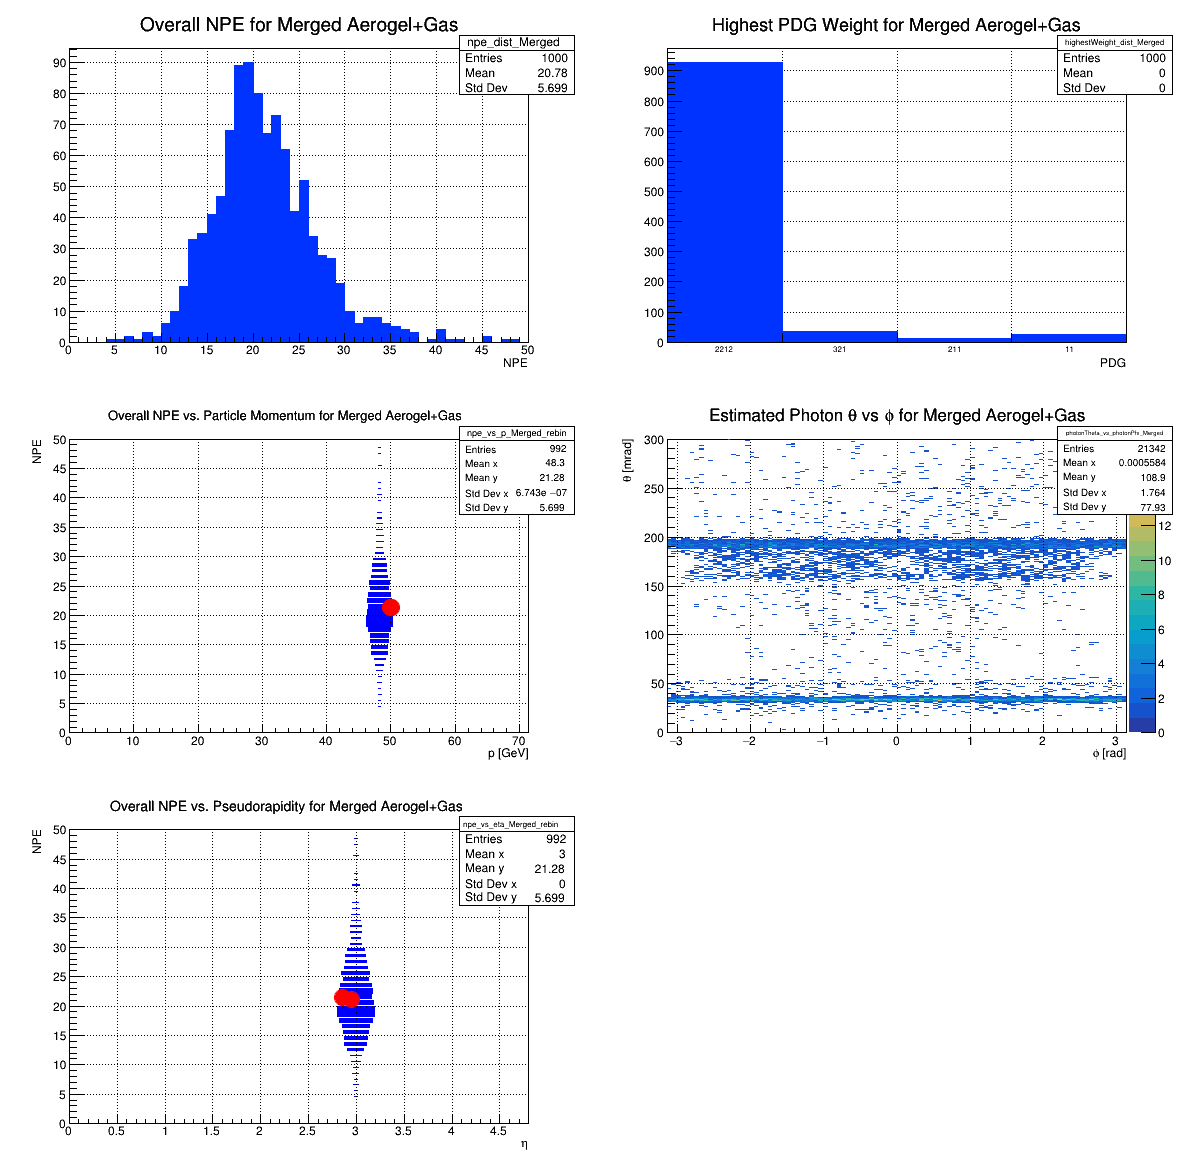 Overall NPE for Merged Aerogel+Gas
npe_dist_Merged
Entries 1000
Mean 20.78
Std Dev 5.699
90
80
70
60
50
40
30
20
10
0
0 5 10 15 20 25 30 35 40 45 50
NPE
Highest PDG Weight for Merged Aerogel+Gas
highestWeight_dist_Merged
Entries 1000
Mean 0
Std Dev 0
900
800
700
600
500
400
300
200
100
0
2212 321 211 11
PDG
Overall NPE vs. Particle Momentum for Merged Aerogel+Gas
npe_vs_p_Merged_rebin
Entries 992
Mean x 48.3
Mean y 21.28
Std Dev x 6.743e −07
Std Dev y 5.699
NPE
50
45
40
35
30
25
20
15
10
5
0
0 10 20 30 40 50 60 70
p [GeV]
Estimated Photon θ vs ϕ for Merged Aerogel+Gas
photonTheta_vs_photonPhi_Merged
Entries 21342
Mean x 0.0005584
Mean y 108.9
Std Dev x 1.764
Std Dev y 77.93
θ [mrad]
300
250
200
150
100
50
0
−3 −2 −1 0 1 2 3
ϕ [rad]
12
10
8
6
4
2
0
Overall NPE vs. Pseudorapidity for Merged Aerogel+Gas
npe_vs_eta_Merged_rebin
Entries 992
Mean x 3
Mean y 21.28
Std Dev x 0
Std Dev y 5.699
NPE
50
45
40
35
30
25
20
15
10
5
0
0 0.5 1 1.5 2 2.5 3 3.5 4 4.5
η